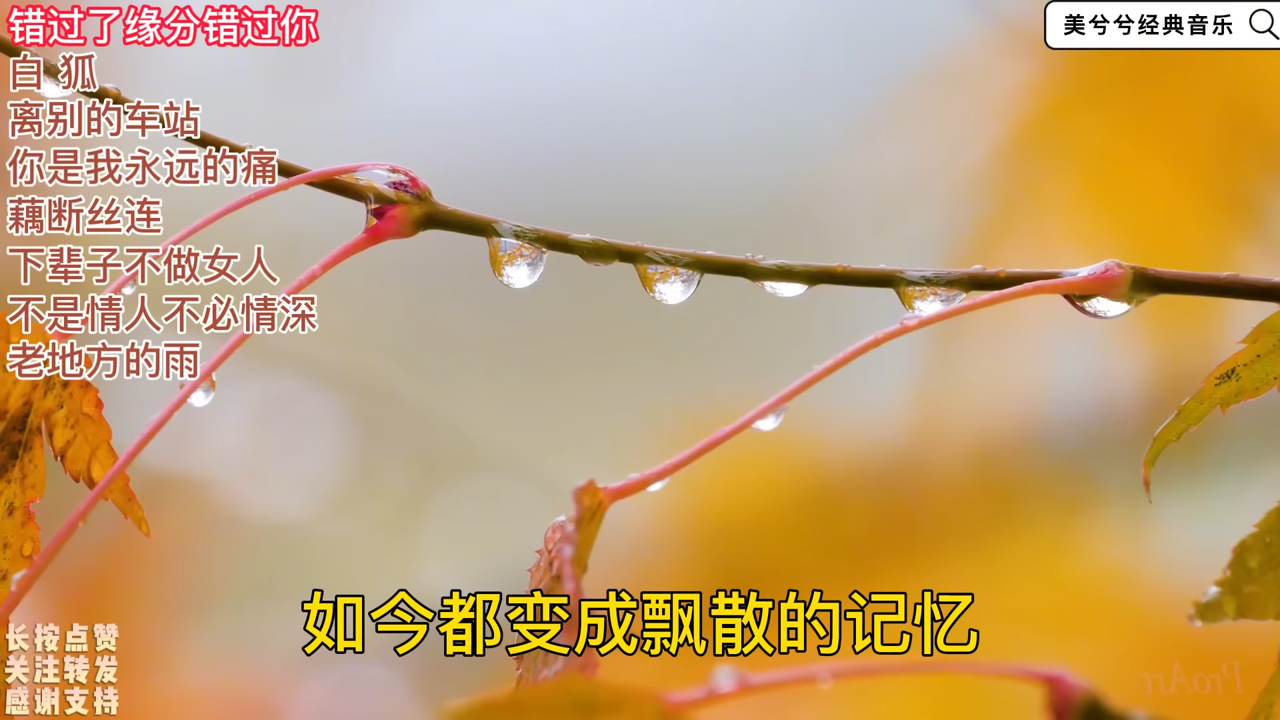 错过了缘分错过你
美兮兮经典音乐
白 狐
离别的车站
你是我永远的痛
藕断丝连
下辈子不做女人
不是情人不必情深
老地方的雨
如今都变成飘散的记忆
长按点赞
关注转发
感谢支持
ProArt